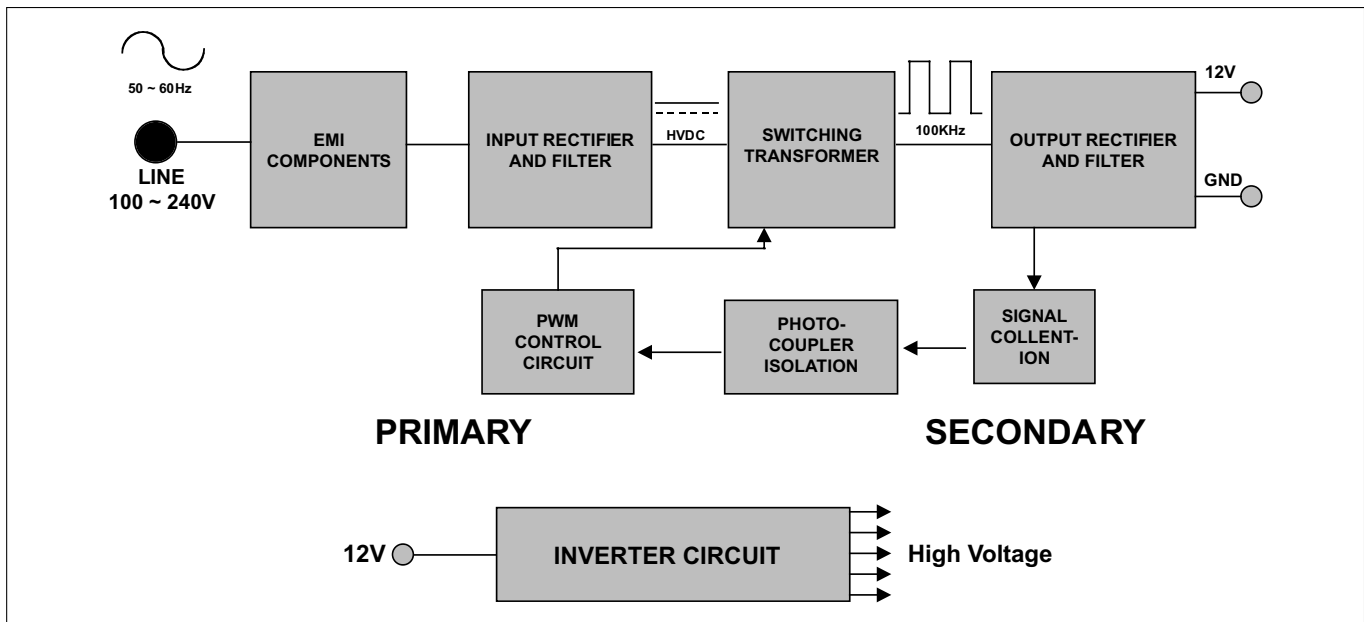 50 ~ 60Hz
LINE
100 ~ 240V
EMI
COMPONENTS
INPUT RECTIFIER
AND FILTER
HVDC
SWITCHING
TRANSFORMER
100KHz
OUTPUT RECTIFIER
AND FILTER
12V
GND
PWM
CONTROL
CIRCUIT
PHOTO-
COUPLER
ISOLATION
SIGNAL
COLLENT-
ION
PRIMARY
SECONDARY
12V
INVERTER CIRCUIT
High Voltage